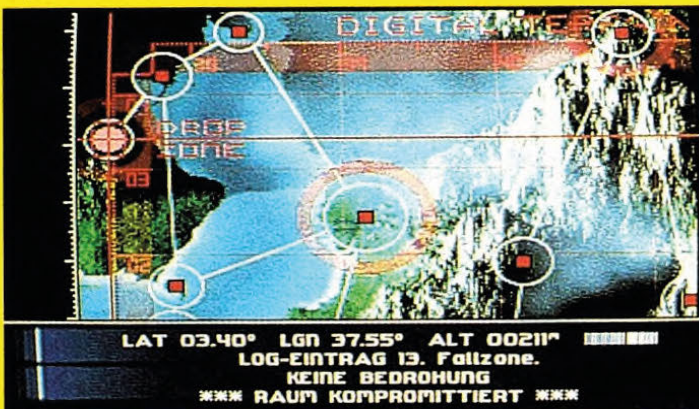 DIGITAL
DROP
ZONE
03
LAT 03.40° LGN 37.55° ALT 00211ᴹ
LOG-EINTRAG 13. Fallzone.
KEINE BEDROHUNG
*** RAUM KOMPROMITTIERT ***